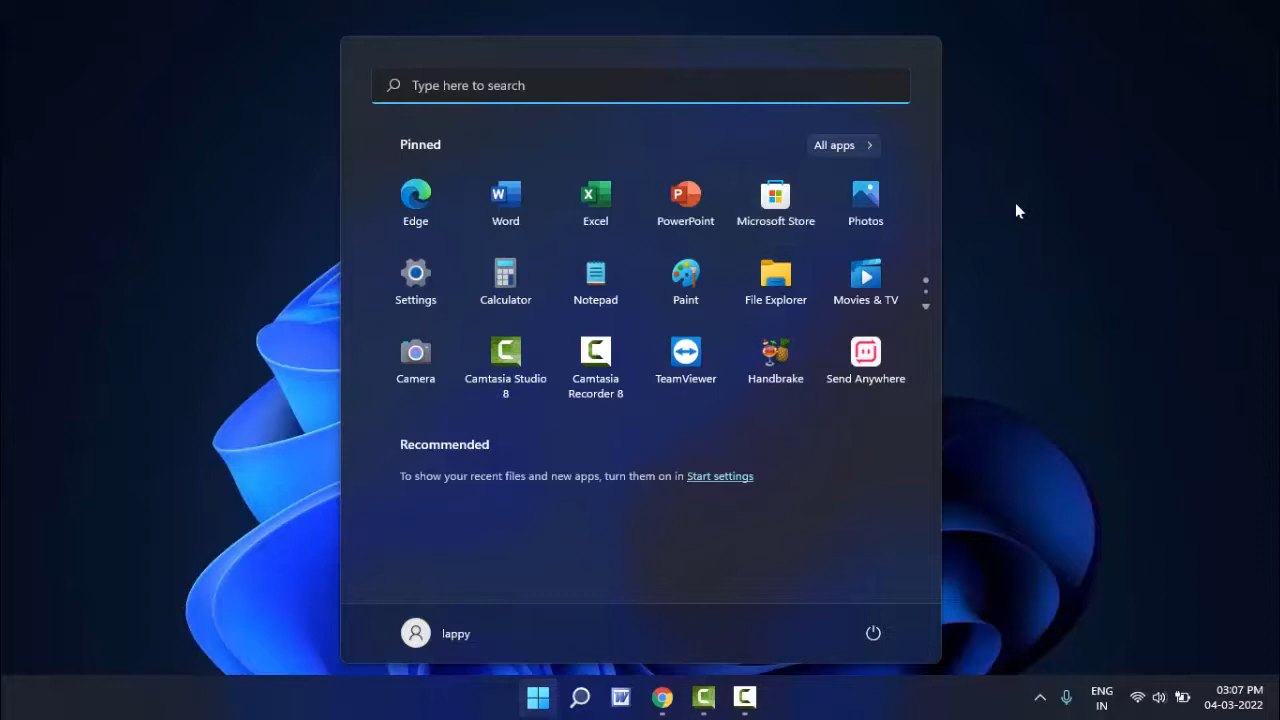 Type here to search
Pinned
All apps
Edge
Word
Excel
PowerPoint
Microsoft Store
Photos
Settings
Calculator
Notepad
Paint
File Explorer
Movies & TV
Camera
Camtasia Studio 8
Camtasia Recorder 8
TeamViewer
Handbrake
Send Anywhere
Recommended
To show your recent files and new apps, turn them on in Start settings
lappy
ENG
IN
03:07 PM
04-03-2022